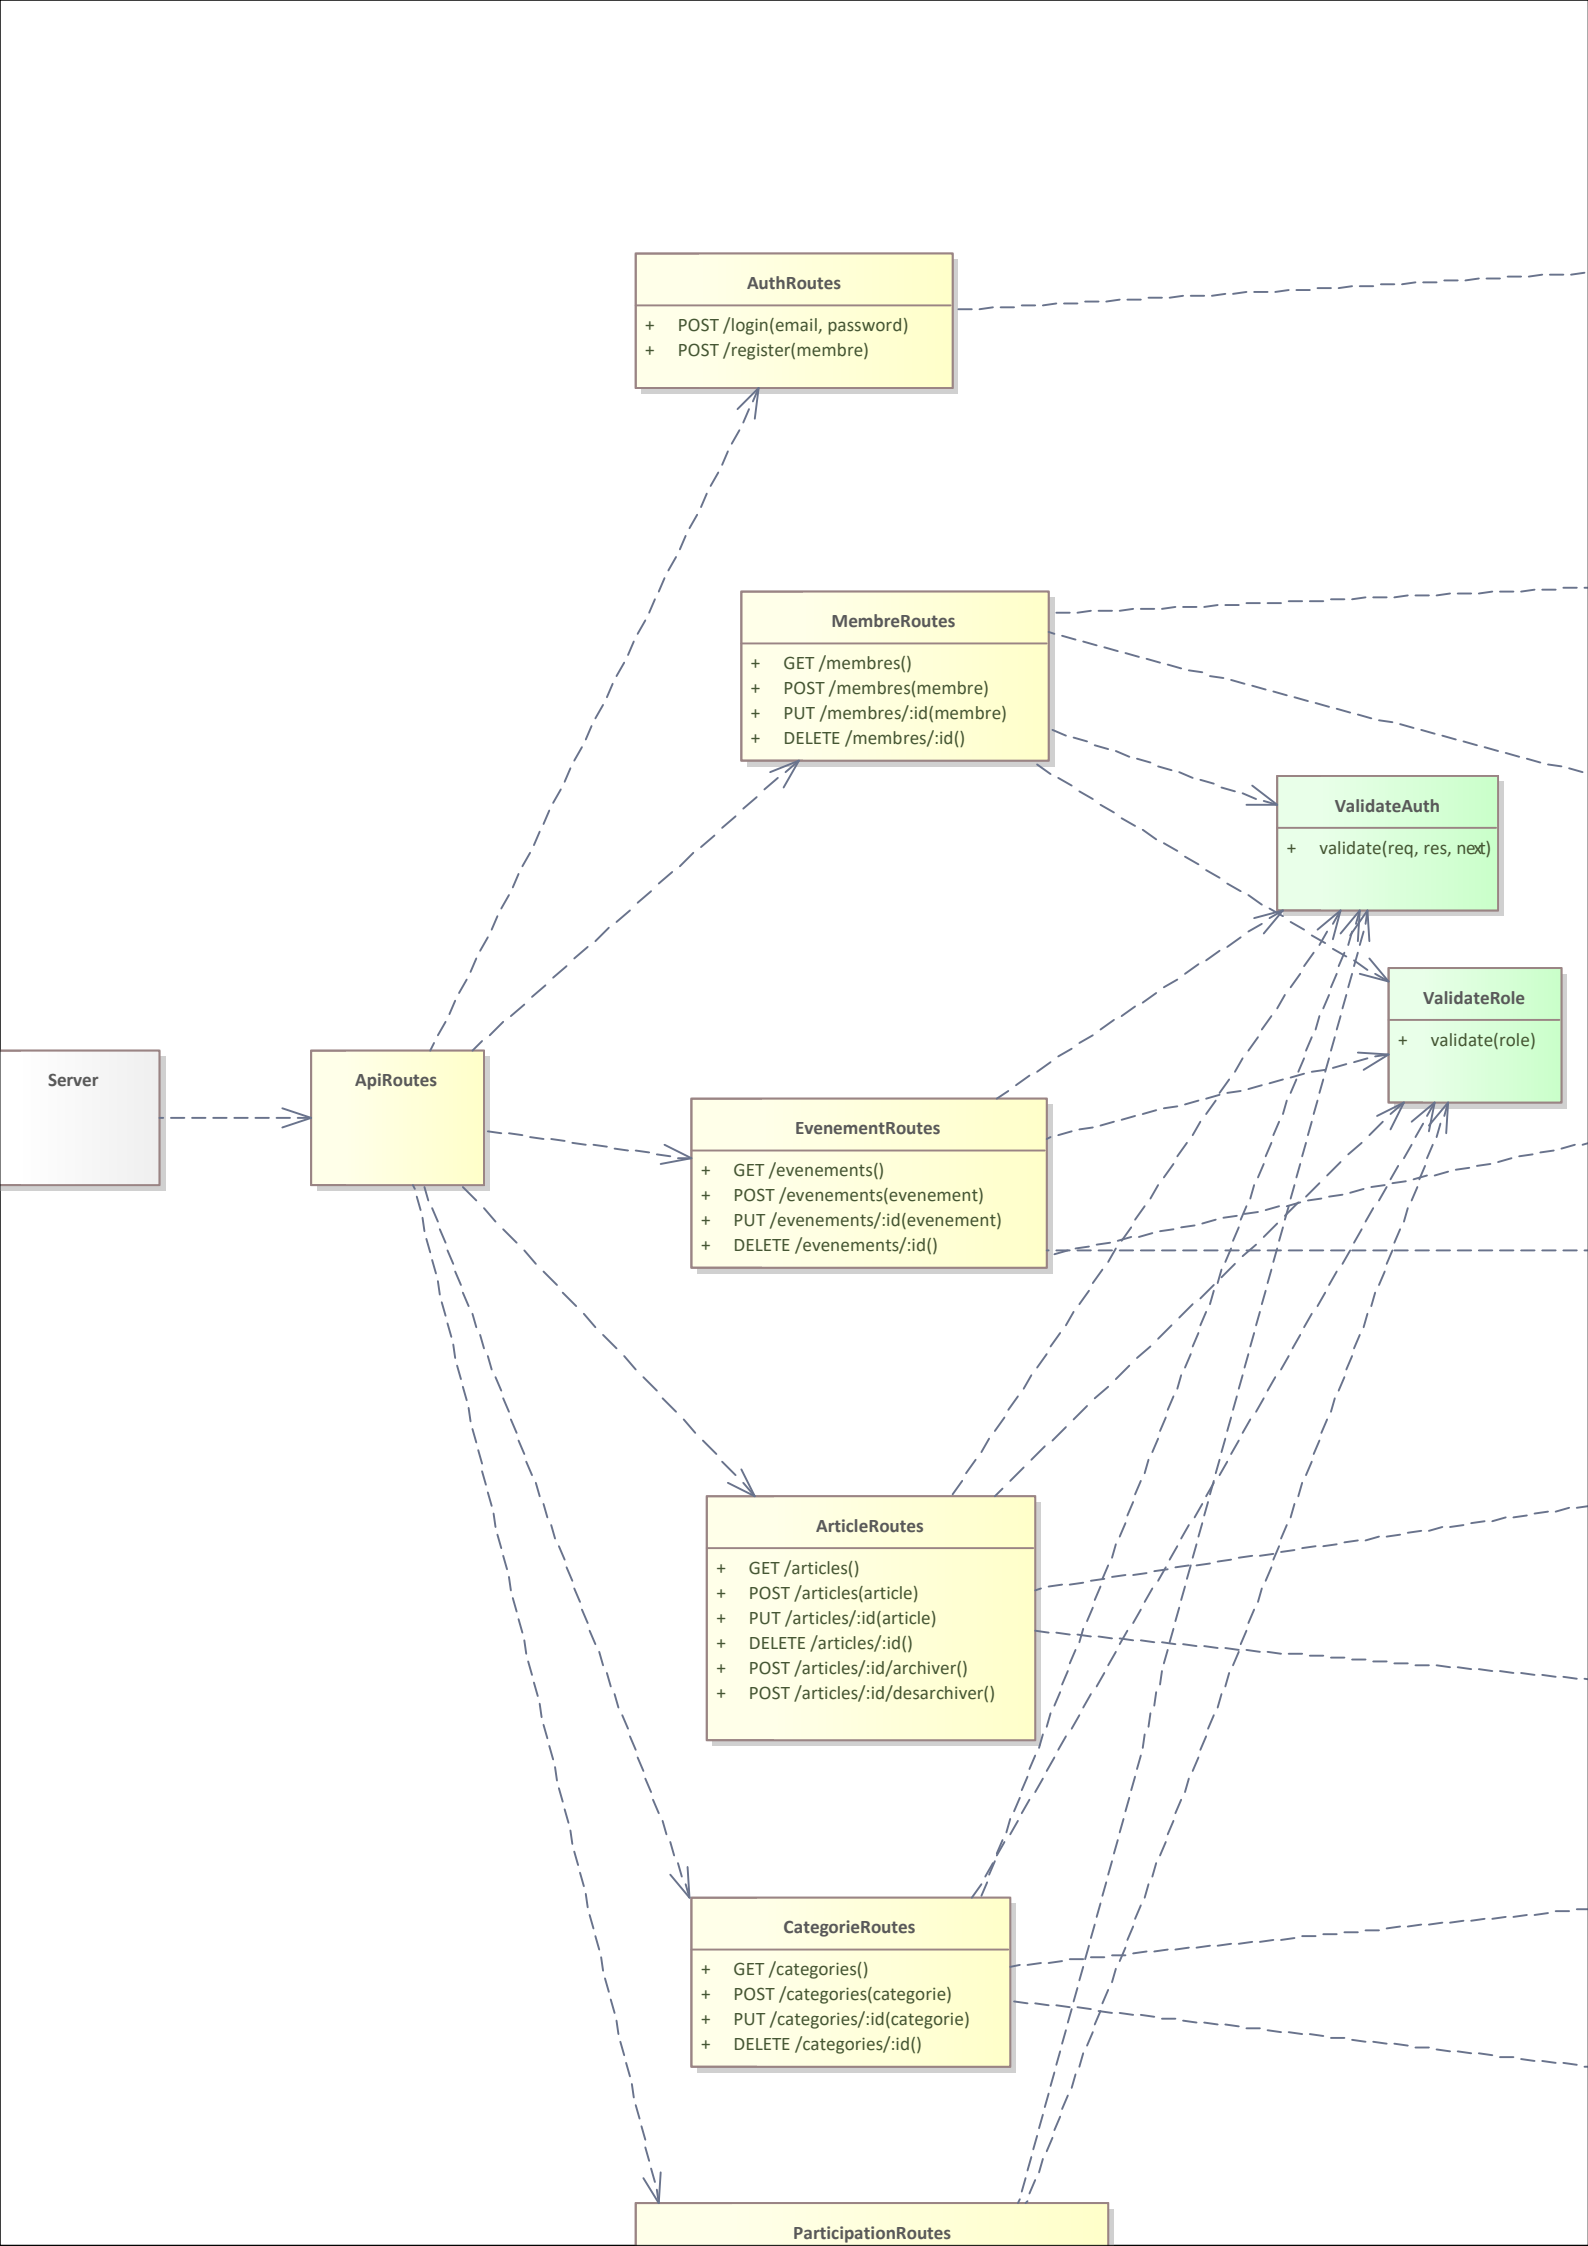 AuthRoutes
+ POST /login(email, password)
+ POST /register(membre)
MembreRoutes
+ GET /membres()
+ POST /membres(membre)
+ PUT /membres/:id(membre)
+ DELETE /membres/:id()
ValidateAuth
+ validate(req, res, next)
ValidateRole
+ validate(role)
Server
ApiRoutes
EvenementRoutes
+ GET /evenements()
+ POST /evenements(evenement)
+ PUT /evenements/:id(evenement)
+ DELETE /evenements/:id()
ArticleRoutes
+ GET /articles()
+ POST /articles(article)
+ PUT /articles/:id(article)
+ DELETE /articles/:id()
+ POST /articles/:id/archiver()
+ POST /articles/:id/desarchiver()
CategorieRoutes
+ GET /categories()
+ POST /categories(categorie)
+ PUT /categories/:id(categorie)
+ DELETE /categories/:id()
ParticipationRoutes